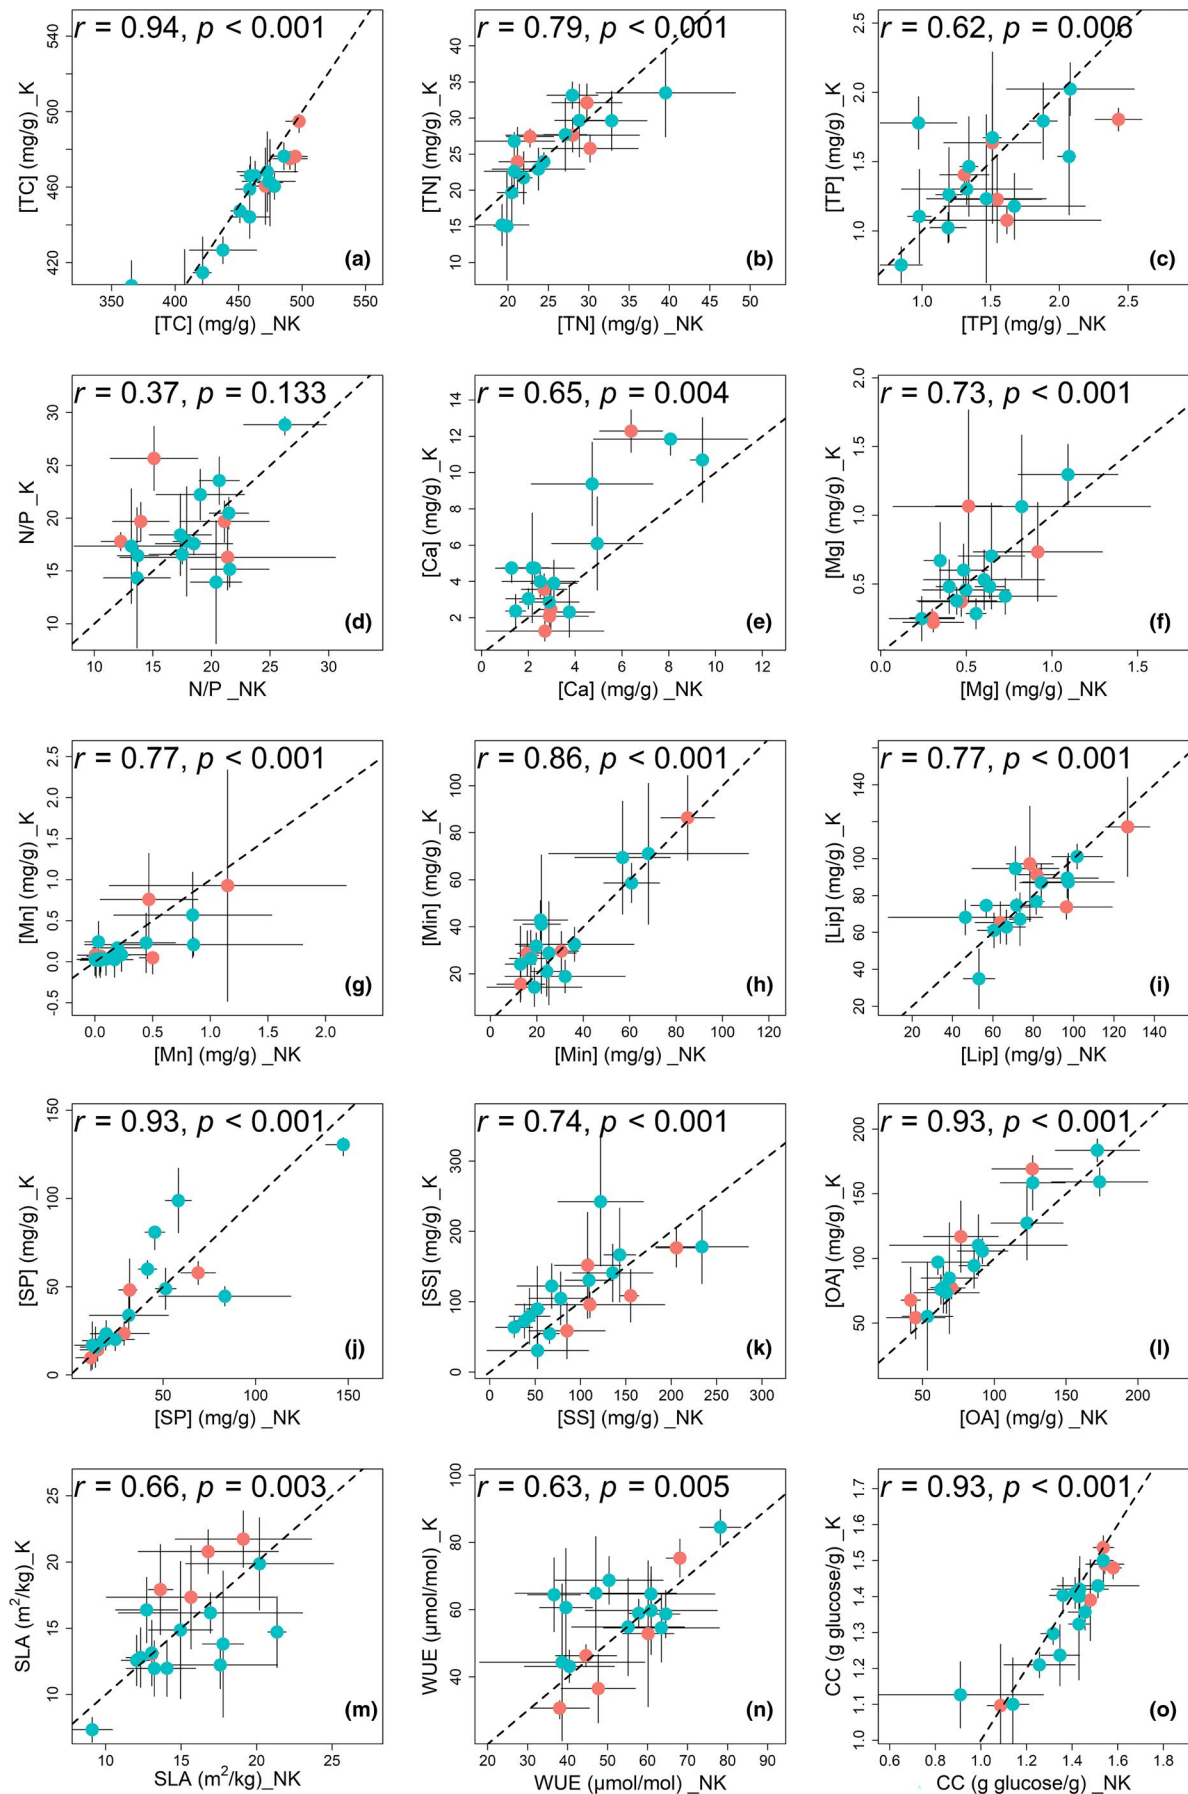 r = 0.94, p < 0.001
[TC] (mg/g) _K
540
500
460
420
(a)
350 400 450 500 550
[TC] (mg/g) _NK
r = 0.79, p < 0.001
[TN] (mg/g) _K
40
35
30
25
20
15
10
(b)
20 25 30 35 40 45 50
[TN] (mg/g) _NK
r = 0.62, p = 0.006
[TP] (mg/g) _K
2.5
2.0
1.5
1.0
(c)
1.0 1.5 2.0 2.5
[TP] (mg/g) _NK
r = 0.37, p = 0.133
N/P _K
30
25
20
15
10
(d)
10 15 20 25 30
N/P _NK
r = 0.65, p = 0.004
[Ca] (mg/g) _K
14
12
10
8
6
4
2
(e)
0 2 4 6 8 10 12
[Ca] (mg/g) _NK
r = 0.73, p < 0.001
[Mg] (mg/g) _K
2.0
1.0
0.5
(f)
0.0 0.5 1.0 1.5
[Mg] (mg/g) _NK
r = 0.77, p < 0.001
[Mn] (mg/g) _K
2.5
2.0
1.5
1.0
0.5
0.0
-0.5
(g)
0.0 0.5 1.0 1.5 2.0
[Mn] (mg/g) _NK
r = 0.86, p < 0.001
[Min] (mg/g) _K
100
80
60
40
20
(h)
0 20 40 60 80 100 120
[Min] (mg/g) _NK
r = 0.77, p < 0.001
[Lip] (mg/g) _K
140
100
80
60
40
20
(i)
20 40 60 80 100 120 140
[Lip] (mg/g) _NK
r = 0.93, p < 0.001
[SP] (mg/g) _K
150
100
50
0
(j)
50 100 150
[SP] (mg/g) _NK
r = 0.74, p < 0.001
[SS] (mg/g) _K
300
200
100
0
(k)
0 50 100 150 200 250 300
[SS] (mg/g) _NK
r = 0.93, p < 0.001
[OA] (mg/g) _K
200
150
100
50
(l)
50 100 150 200
[OA] (mg/g) _NK
r = 0.66, p = 0.003
SLA (m²/kg)_K
25
20
15
10
(m)
10 15 20 25
SLA (m²/kg)_NK
r = 0.63, p = 0.005
WUE (µmol/mol) _K
100
80
60
40
(n)
20 30 40 50 60 70 80 90
WUE (µmol/mol) _NK
r = 0.93, p < 0.001
CC (g glucose/g) _K
1.7
1.5
1.4
1.3
1.2
1.1
1.0
(o)
0.6 0.8 1.0 1.2 1.4 1.6 1.8
CC (g glucose/g) _NK